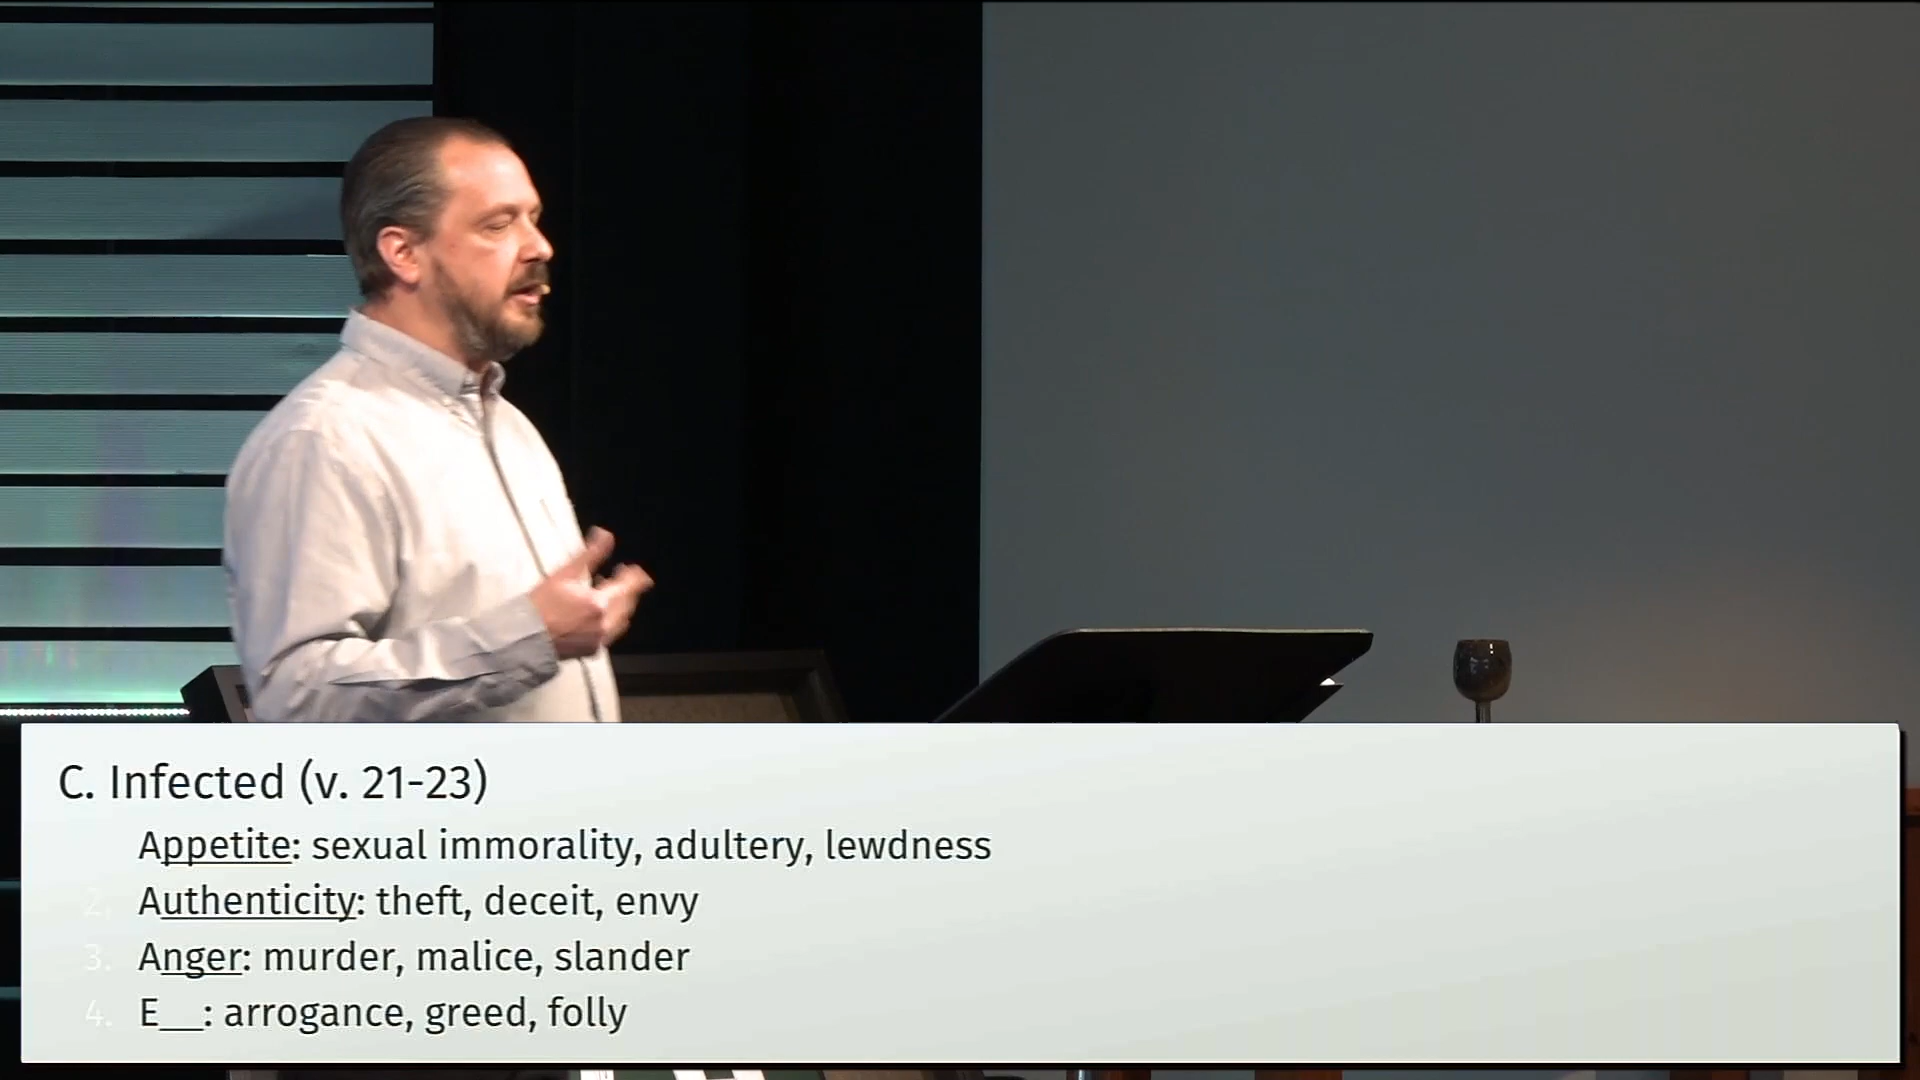 C. Infected (v. 21-23)
Appetite: sexual immorality, adultery, lewdness
2. Authenticity: theft, deceit, envy
3. Anger: murder, malice, slander
4. E__: arrogance, greed, folly